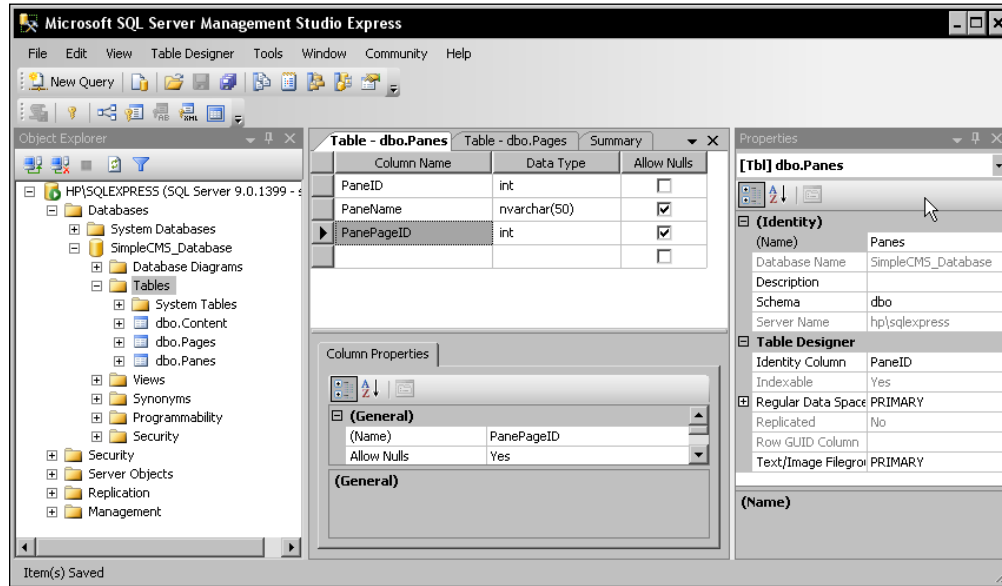 Microsoft SQL Server Management Studio Express
File Edit View Table Designer Tools Window Community Help
New Query
Object Explorer
HP\SQLEXPRESS (SQL Server 9.0.1399 - s
Databases
System Databases
SimpleCMS_Database
Database Diagrams
Tables
System Tables
dbo.Content
dbo.Pages
dbo.Panes
Views
Synonyms
Programmability
Security
Security
Server Objects
Replication
Management
Table - dbo.Panes Table - dbo.Pages Summary
Column Name Data Type Allow Nulls
PaneID int
PaneName nvarchar(50)
PanePageID int
Column Properties
(General)
(Name) PanePageID
Allow Nulls Yes
(General)
Properties
[Tbl] dbo.Panes
(Identity)
(Name) Panes
Database Name SimpleCMS_Database
Description
Schema dbo
Server Name hp\sqlexpress
Table Designer
Identity Column PaneID
Indexable Yes
Regular Data Space PRIMARY
Replicated No
Row GUID Column
Text/Image Filegrou PRIMARY
(Name)
Item(s) Saved